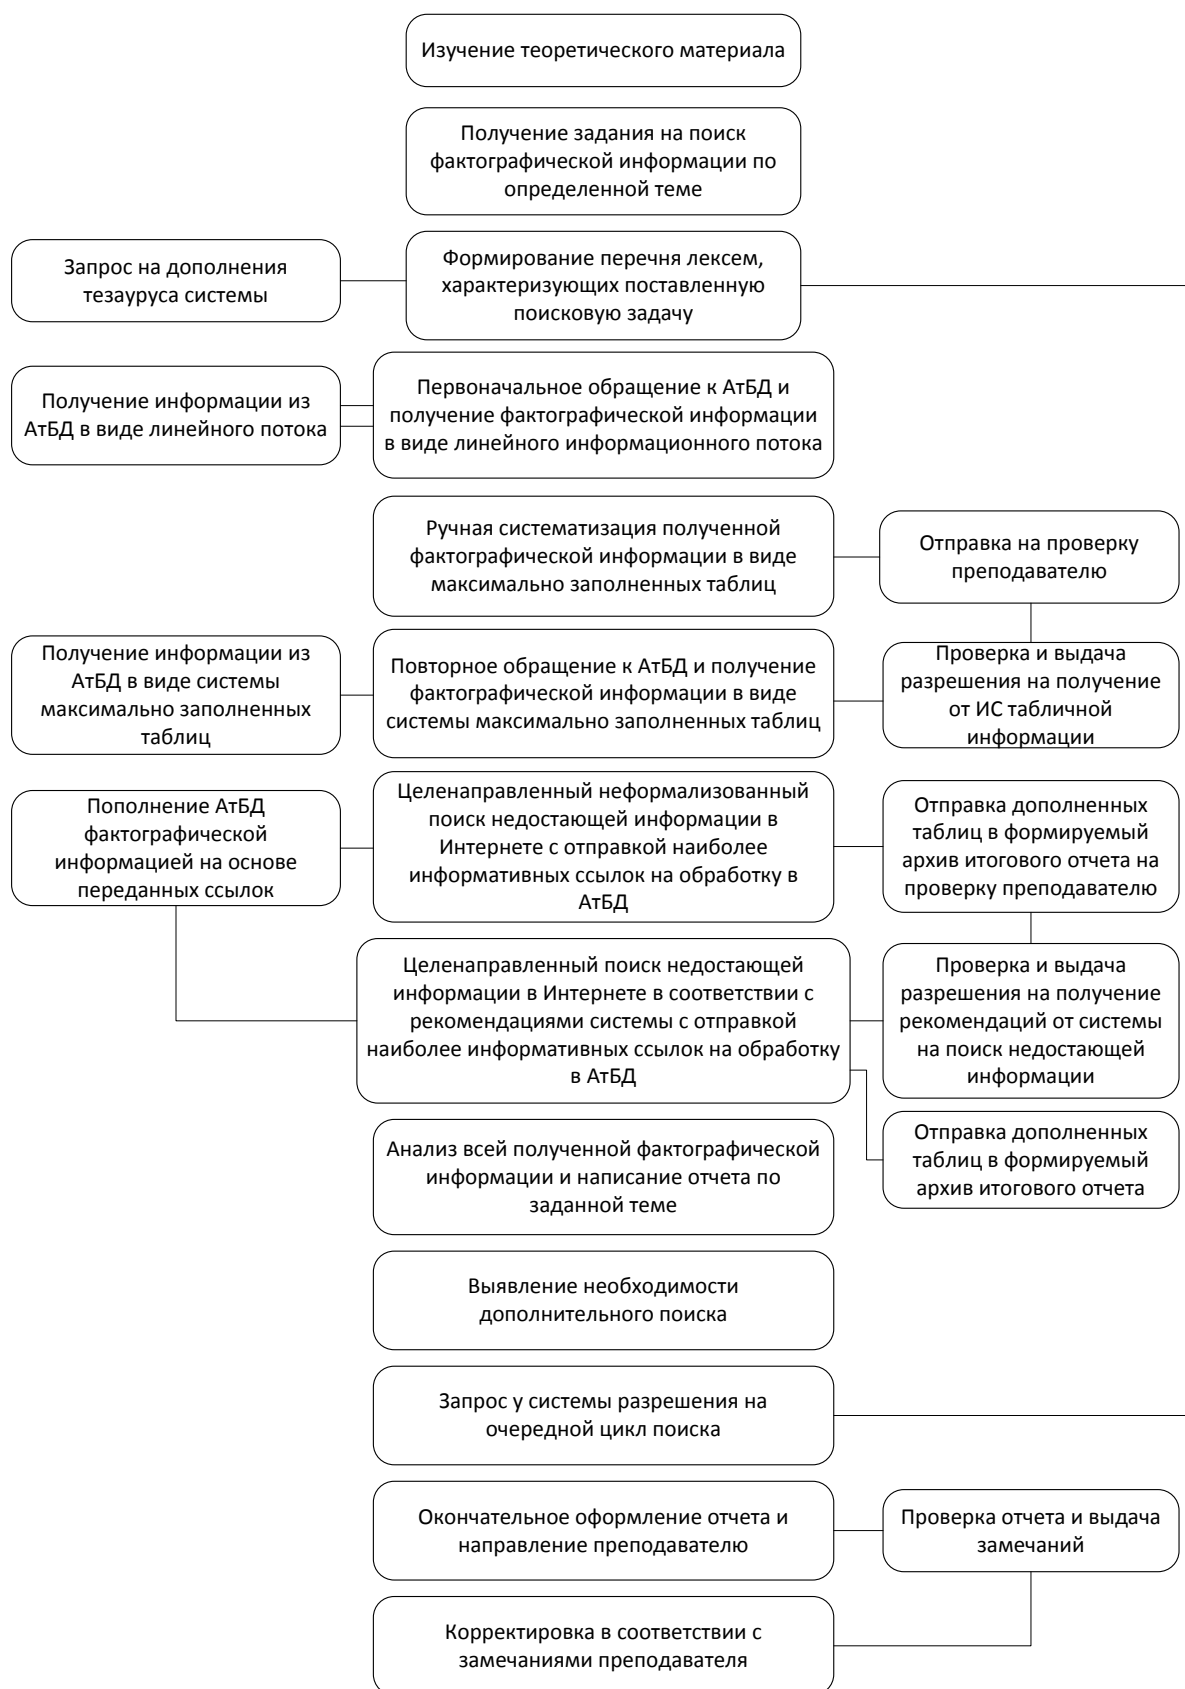 Изучение теоретического материала
Получение задания на поиск
фактографической информации по
определенной теме
Запрос на дополнения
тезауруса системы
Формирование перечня лексем,
характеризующих поставленную
поисковую задачу
Получение информации из
АтБД в виде линейного потока
Первоначальное обращение к АтБД и
получение фактографической информации
в виде линейного информационного потока
Ручная систематизация полученной
фактографической информации в виде
максимально заполненных таблиц
Отправка на проверку
преподавателю
Получение информации из
АтБД в виде системы
максимально заполненных
таблиц
Повторное обращение к АтБД и получение
фактографической информации в виде
системы максимально заполненных таблиц
Проверка и выдача
разрешения на получение
от ИС табличной
информации
Пополнение АтБД
фактографической
информацией на основе
переданных ссылок
Целенаправленный неформализованный
поиск недостающей информации в
Интернете с отправкой наиболее
информативных ссылок на обработку в
АтБД
Отправка дополненных
таблиц в формируемый
архив итогового отчета на
проверку преподавателю
Целенаправленный поиск недостающей
информации в Интернете в соответствии с
рекомендациями системы с отправкой
наиболее информативных ссылок на обработку
в АтБД
Проверка и выдача
разрешения на получение
рекомендаций от системы
на поиск недостающей
информации
Анализ всей полученной фактографической
информации и написание отчета по
заданной теме
Отправка дополненных
таблиц в формируемый
архив итогового отчета
Выявление необходимости
дополнительного поиска
Запрос у системы разрешения на
очередной цикл поиска
Окончательное оформление отчета и
направление преподавателю
Проверка отчета и выдача
замечаний
Корректировка в соответствии с
замечаниями преподавателя